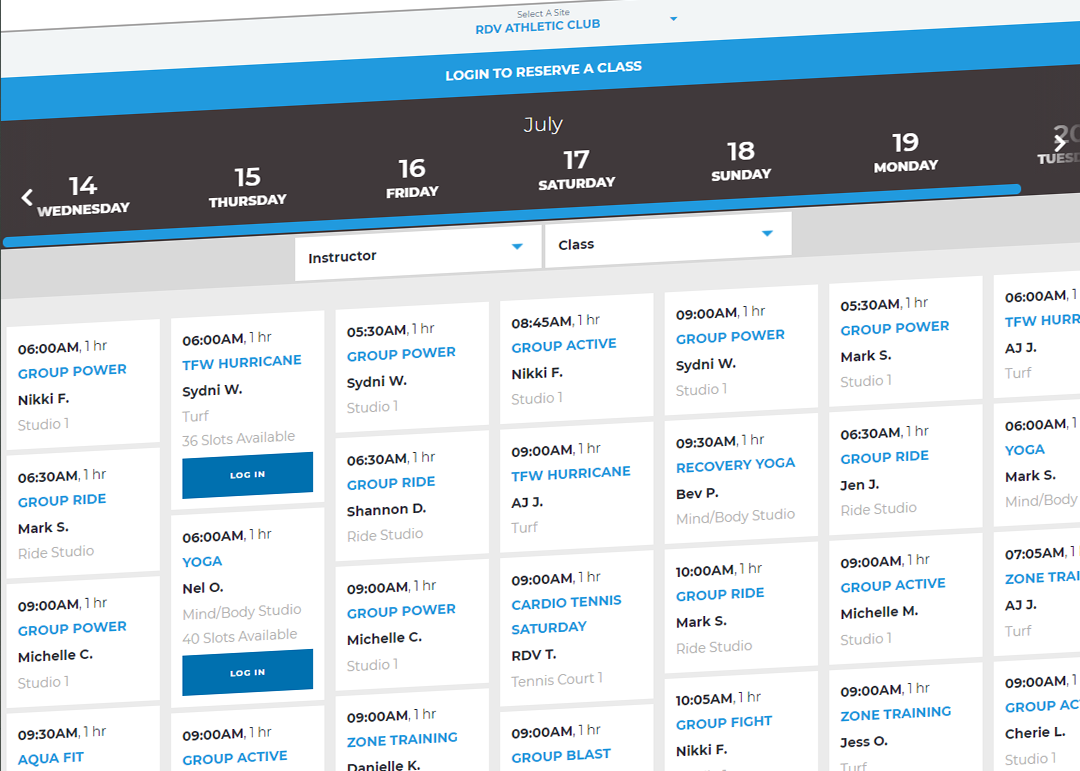 Select A Site
RDV ATHLETIC CLUB
LOGIN TO RESERVE A CLASS
July
14
WEDNESDAY
15
THURSDAY
16
FRIDAY
17
SATURDAY
18
SUNDAY
19
MONDAY
Instructor
Class
06:00AM, 1 hr
GROUP POWER
Nikki F.
Studio 1
06:30AM, 1 hr
GROUP RIDE
Mark S.
Ride Studio
09:00AM, 1 hr
GROUP POWER
Michelle C.
Studio 1
09:30AM, 1 hr
AQUA FIT
06:00AM, 1 hr
TFW HURRICANE
Sydni W.
Turf
36 Slots Available
LOG IN
06:00AM, 1 hr
YOGA
Nel O.
Mind/Body Studio
40 Slots Available
LOG IN
09:00AM, 1 hr
GROUP ACTIVE
05:30AM, 1 hr
GROUP POWER
Sydni W.
Studio 1
06:30AM, 1 hr
GROUP RIDE
Shannon D.
Ride Studio
09:00AM, 1 hr
GROUP POWER
Michelle C.
Studio 1
09:00AM, 1 hr
ZONE TRAINING
Danielle K.
08:45AM, 1 hr
GROUP ACTIVE
Nikki F.
Studio 1
09:00AM, 1 hr
TFW HURRICANE
AJ J.
Turf
09:00AM, 1 hr
CARDIO TENNIS
SATURDAY
RDV T.
Tennis Court 1
09:00AM, 1 hr
GROUP BLAST
09:00AM, 1 hr
GROUP POWER
Sydni W.
Studio 1
09:30AM, 1 hr
RECOVERY YOGA
Bev P.
Mind/Body Studio
10:00AM, 1 hr
GROUP RIDE
Mark S.
Ride Studio
10:05AM, 1 hr
GROUP FIGHT
Nikki F.
05:30AM, 1 hr
GROUP POWER
Mark S.
Studio 1
06:30AM, 1 hr
GROUP RIDE
Jen J.
Ride Studio
09:00AM, 1 hr
GROUP ACTIVE
Michelle M.
Studio 1
09:00AM, 1 hr
ZONE TRAINING
Jess O.
Turf
06:00AM, 1
TFW HURR
AJ J.
Turf
06:00AM, 1
YOGA
Mark S.
Mind/Body
07:05AM, 1
ZONE TRAI
AJ J.
Turf
09:00AM, 1
GROUP AC
Cherie L.
Studio 1